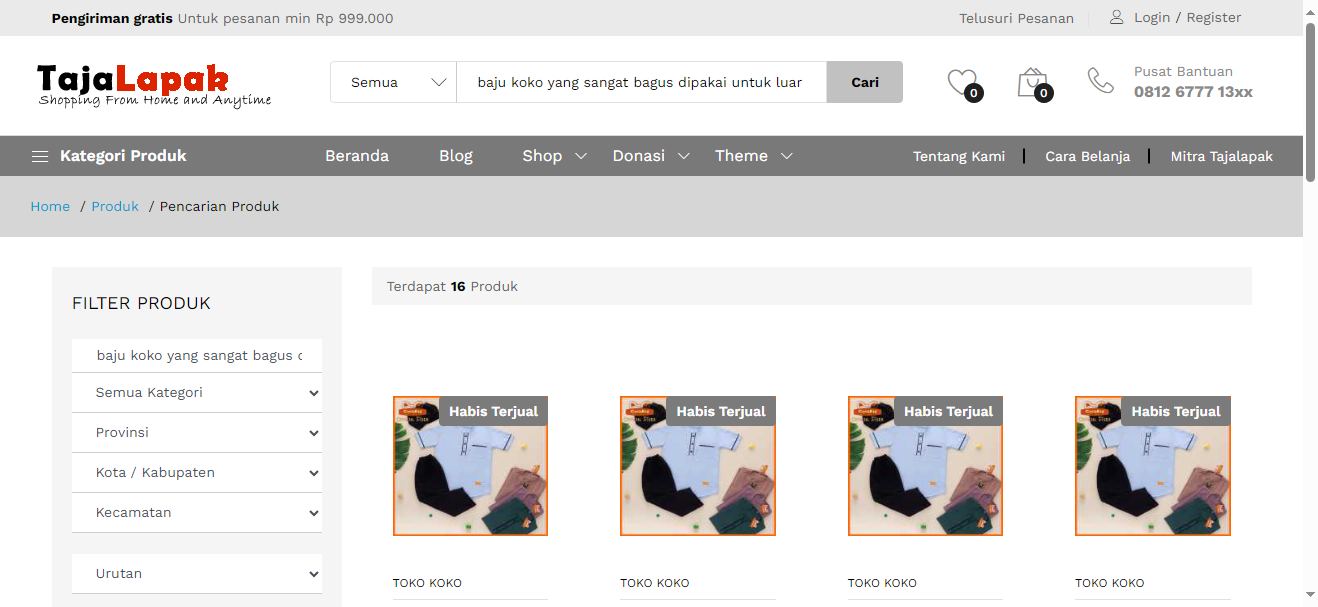 Pengiriman gratis Untuk pesanan min Rp 999.000
Telusuri Pesanan
Login / Register
TajaLapak
Shopping From Home and Anytime
Semua
baju koko yang sangat bagus dipakai untuk luar
Cari
0
0
Pusat Bantuan
0812 6777 13xx
Kategori Produk
Beranda
Blog
Shop
Donasi
Theme
Tentang Kami
Cara Belanja
Mitra Tajalapak
Home / Produk / Pencarian Produk
FILTER PRODUK
baju koko yang sangat bagus
Semua Kategori
Provinsi
Kota / Kabupaten
Kecamatan
Urutan
Terdapat 16 Produk
Habis Terjual
Habis Terjual
Habis Terjual
Habis Terjual
TOKO KOKO
TOKO KOKO
TOKO KOKO
TOKO KOKO